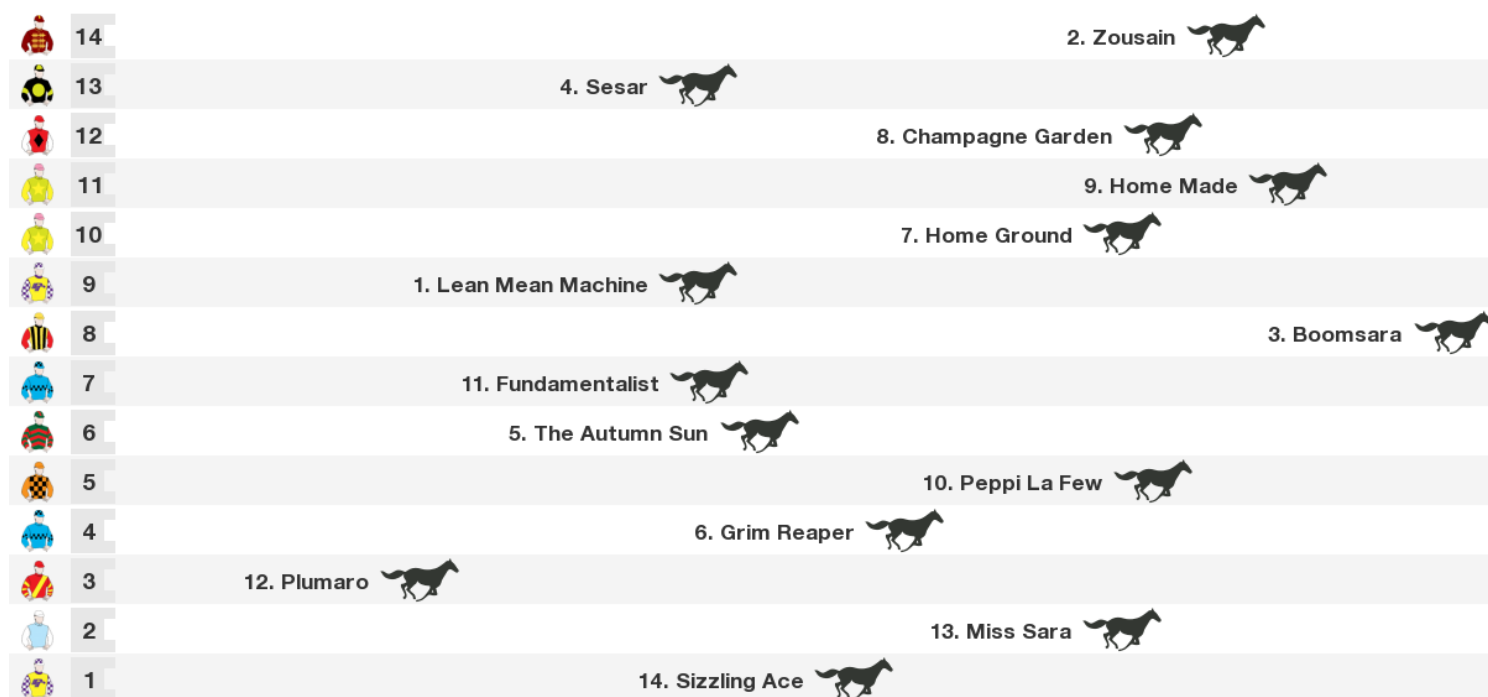 14 2. Zousain
13 4. Sesar
12 8. Champagne Garden
11 9. Home Made
10 7. Home Ground
9 1. Lean Mean Machine
8 3. Boomsara
7 11. Fundamentalist
6 5. The Autumn Sun
5 10. Peppi La Few
4 6. Grim Reaper
3 12. Plumaro
2 13. Miss Sara
1 14. Sizzling Ace